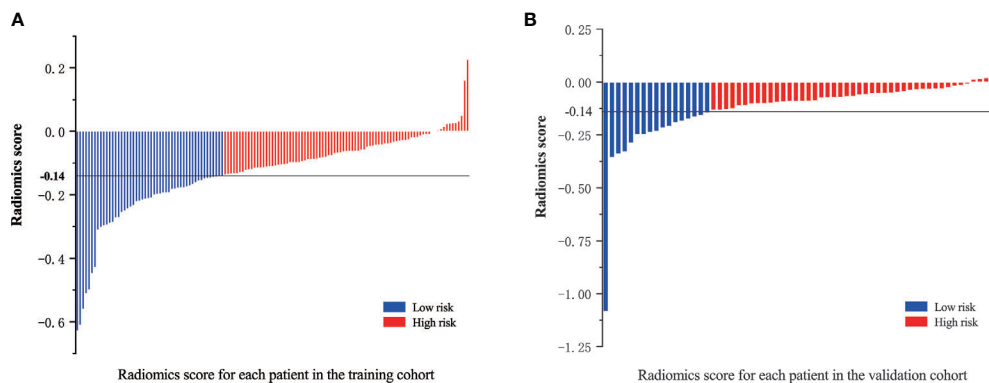 A
Radiomics score
0.2
0.0
-0.14
-0.2
-0.4
-0.6
Low risk
High risk
Radiomics score for each patient in the training cohort
B
Radiomics score
0.25
0.00
-0.14
-0.25
-0.50
-0.75
-1.00
-1.25
Low risk
High risk
Radiomics score for each patient in the validation cohort